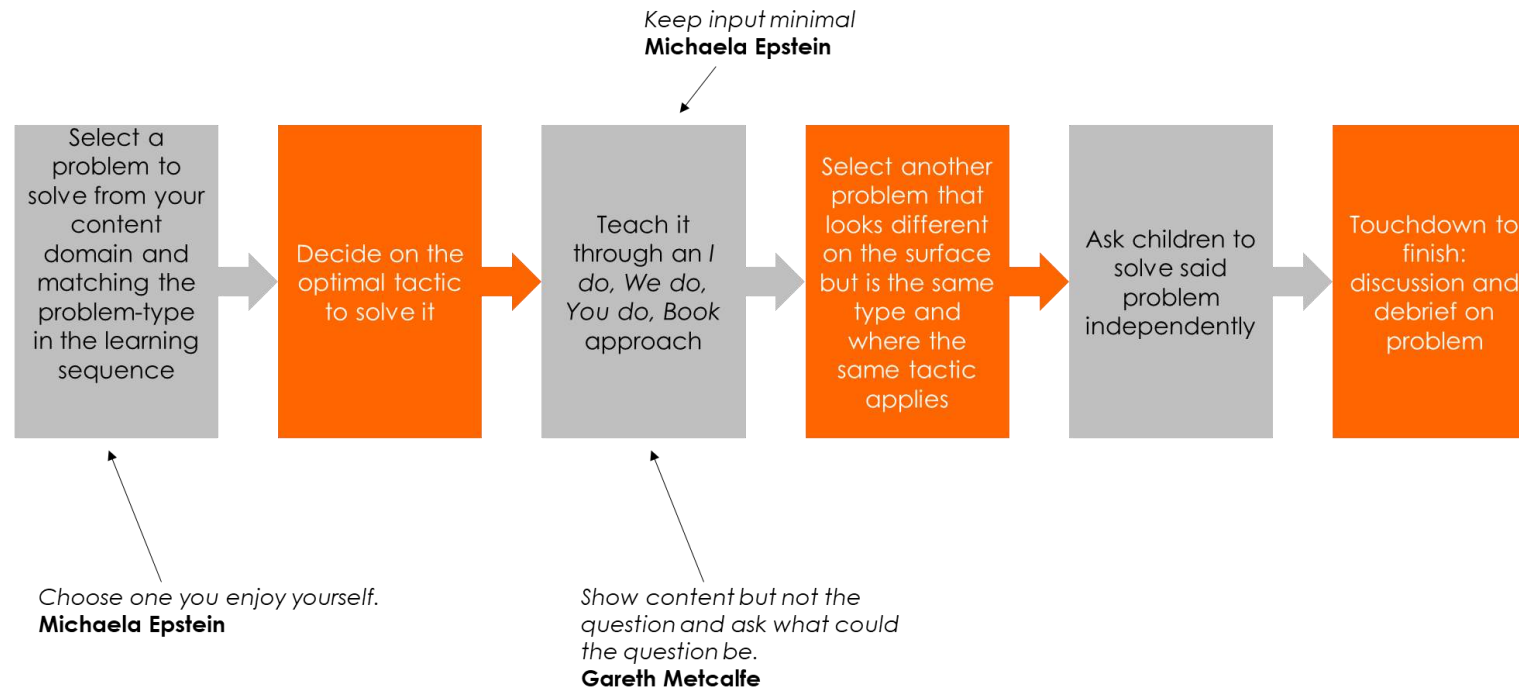 Keep input minimal
Michaela Epstein
Select a
problem to
solve from your
content
domain and
matching the
problem-type
in the learning
sequence
Decide on the
optimal tactic
to solve it
Teach it
through an I
do, We do,
You do, Book
approach
Select another
problem that
looks different
on the surface
but is the same
type and
where the
same tactic
applies
Ask children to
solve said
problem
independently
Touchdown to
finish:
discussion and
debrief on
problem
Choose one you enjoy yourself.
Michaela Epstein
Show content but not the
question and ask what could
the question be.
Gareth Metcalfe